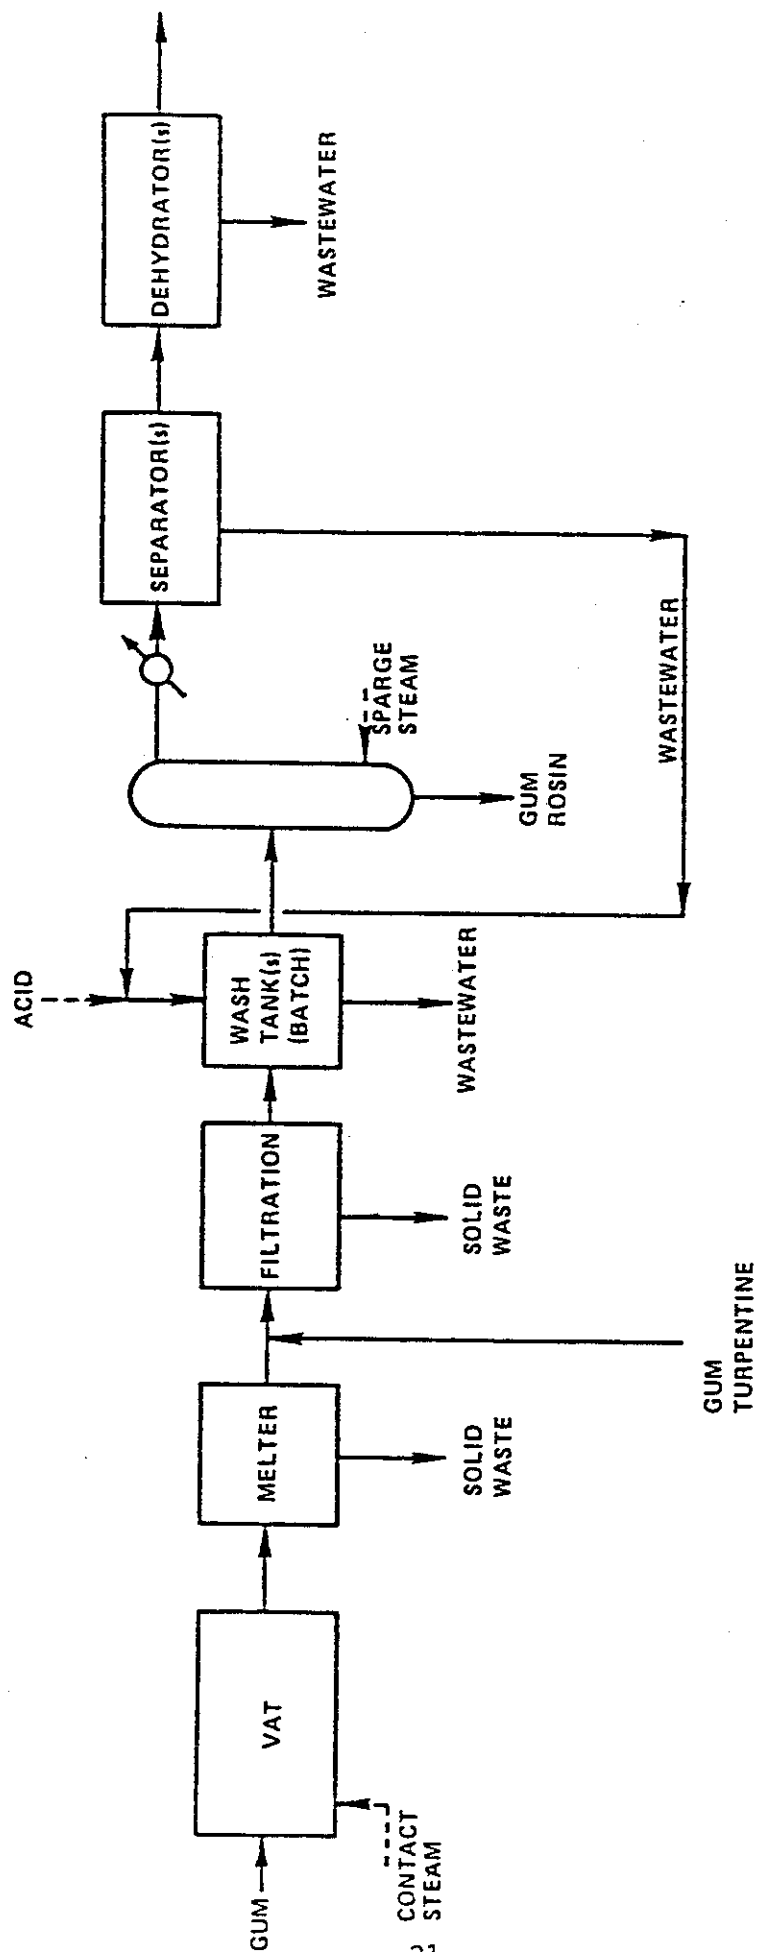 GUM
CONTACT
STEAM
VAT
MELTER
SOLID
WASTE
GUM
TURPENTINE
FILTRATION
SOLID
WASTE
ACID
WASH
TANK(s)
(BATCH)
WASTEWATER
GUM
ROSIN
SPARGE
STEAM
WASTEWATER
SEPARATOR(s)
DEHYDRATOR(s)
WASTEWATER